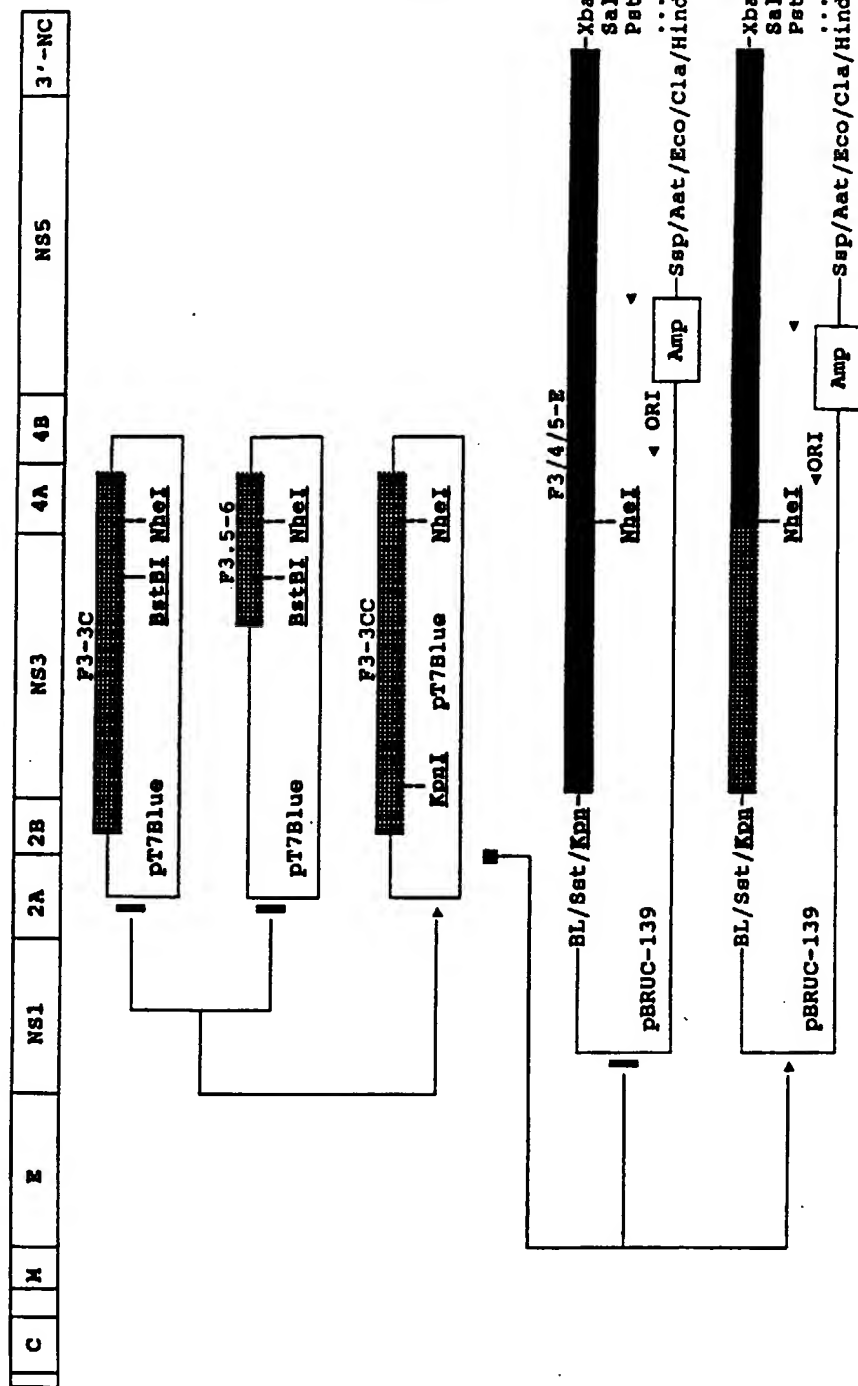 C M E NS1 2A 2B NS3 4A 4B NS5 3'-NC
F3-3C
BstBI NheI
pT7Blue
F3.5-6
BstBI NheI
pT7Blue
F3-3CC
KpnI NheI
pT7Blue
F3/4/5-E
BL/Sst/Kpn
NheI
ORI
Amp
Ssp/Aat/Eco/Cla/Hind
Xba
Sal
Pst
...
pBRUC-139
BL/Sst/Kpn
NheI
ORI
Amp
Ssp/Aat/Eco/Cla/Hind
Xba
Sal
Pst
...
pBRUC-139